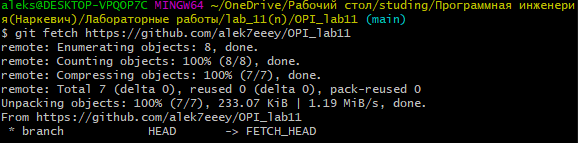 aleks@DESKTOP-VPQOP7C MINGW64 ~/OneDrive/Рабочий стол/studing/Программная инженери
я(Наркевич)/Лабораторные работы/lab_11(п)/OPI_lab11 (main)
$ git fetch https://github.com/alek7eeey/OPI_lab11
remote: Enumerating objects: 8, done.
remote: Counting objects: 100% (8/8), done.
remote: Compressing objects: 100% (7/7), done.
remote: Total 7 (delta 0), reused 0 (delta 0), pack-reused 0
Unpacking objects: 100% (7/7), 233.07 KiB | 1.19 MiB/s, done.
From https://github.com/alek7eeey/OPI_lab11
 * branch            HEAD       -> FETCH_HEAD